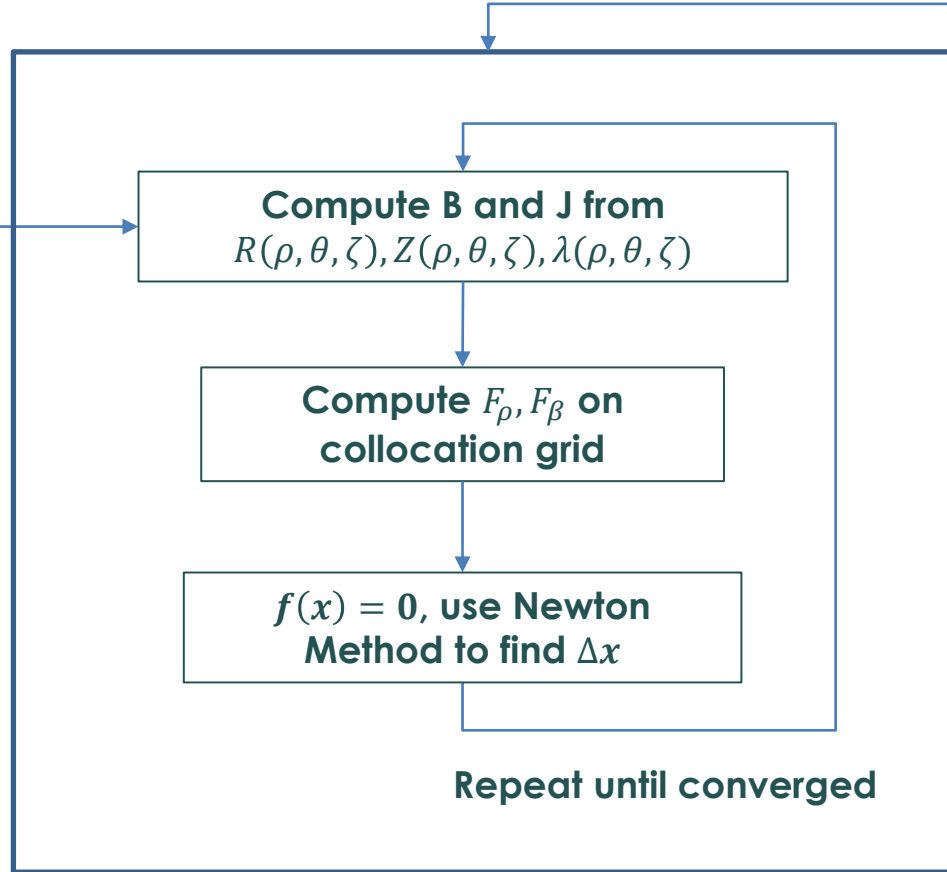 Compute B and J from
R(ρ, θ, ζ), Z(ρ, θ, ζ), λ(ρ, θ, ζ)
Compute F_ρ, F_β on
collocation grid
f(x) = 0, use Newton
Method to find Δx
Repeat until converged